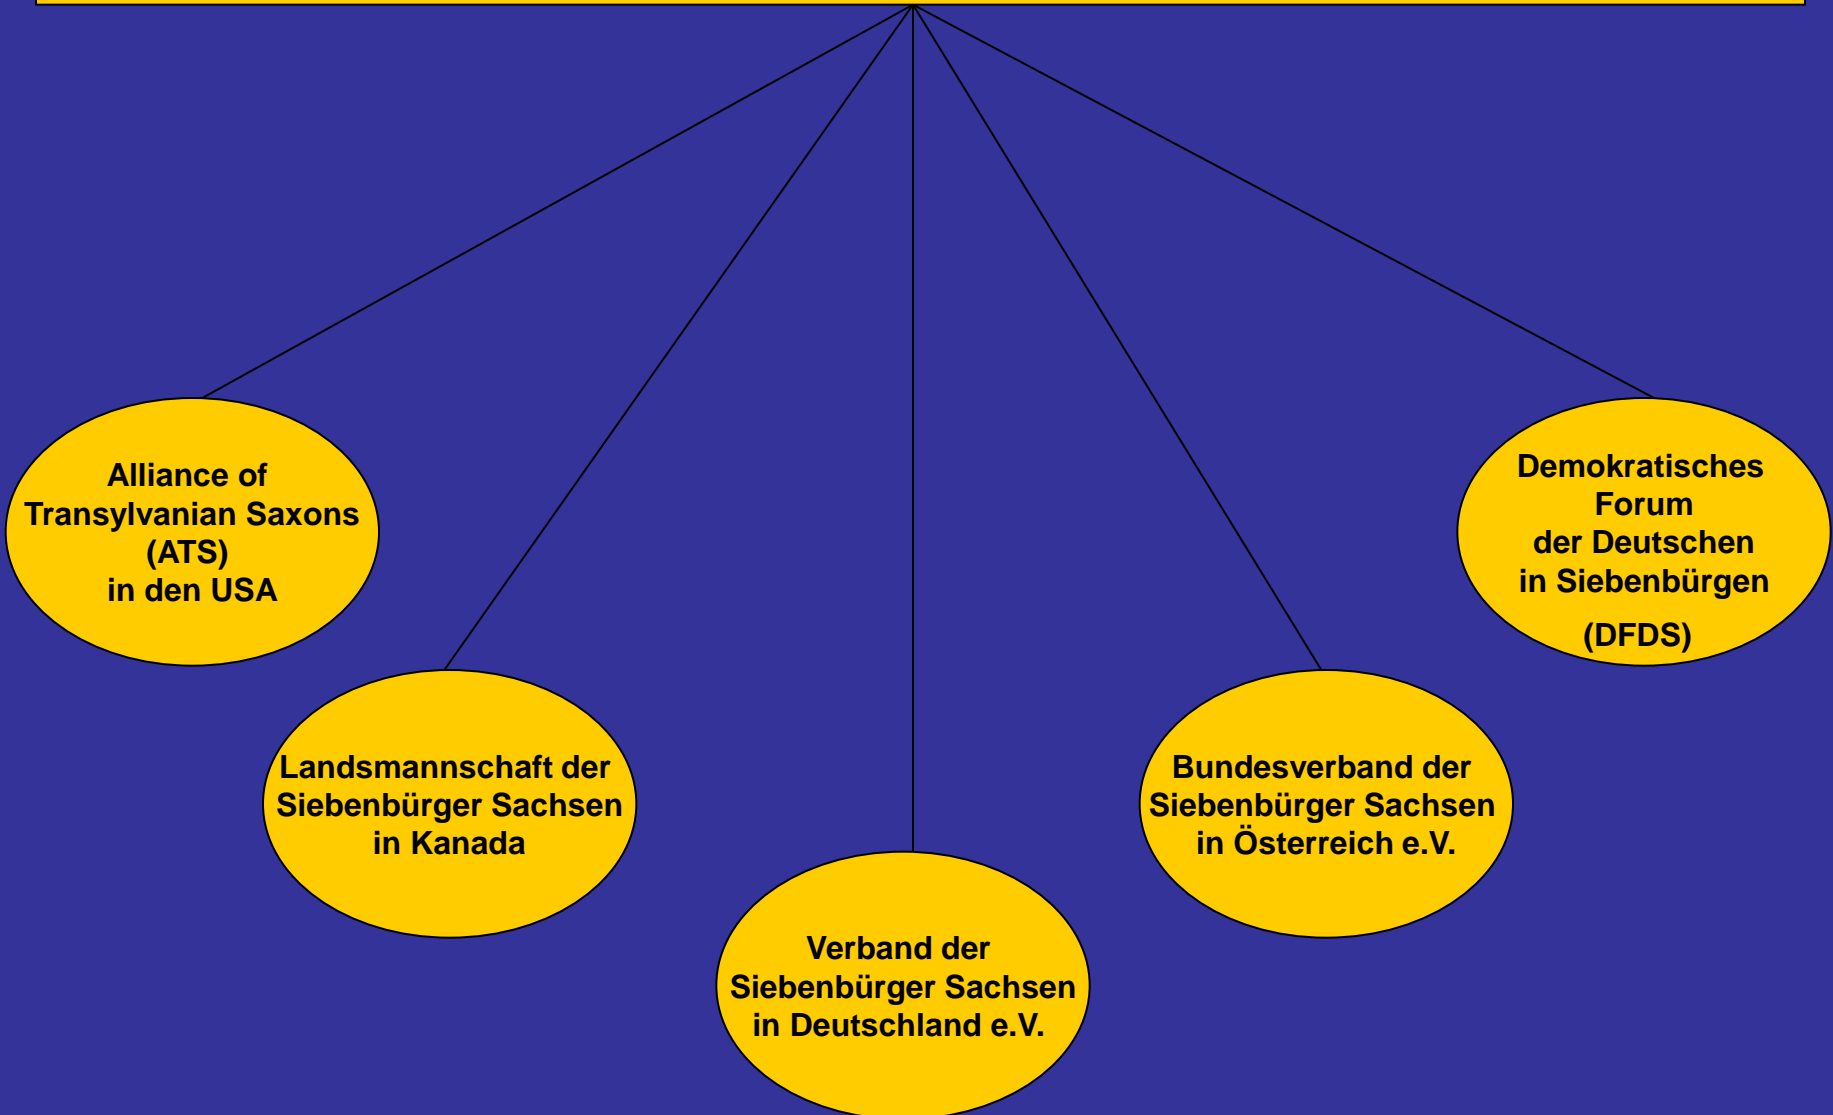 Alliance of
Transylvanian Saxons
(ATS)
in den USA
Demokratisches
Forum
der Deutschen
in Siebenbürgen
(DFDS)
Landsmannschaft der
Siebenbürger Sachsen
in Kanada
Bundesverband der
Siebenbürger Sachsen
in Österreich e.V.
Verband der
Siebenbürger Sachsen
in Deutschland e.V.